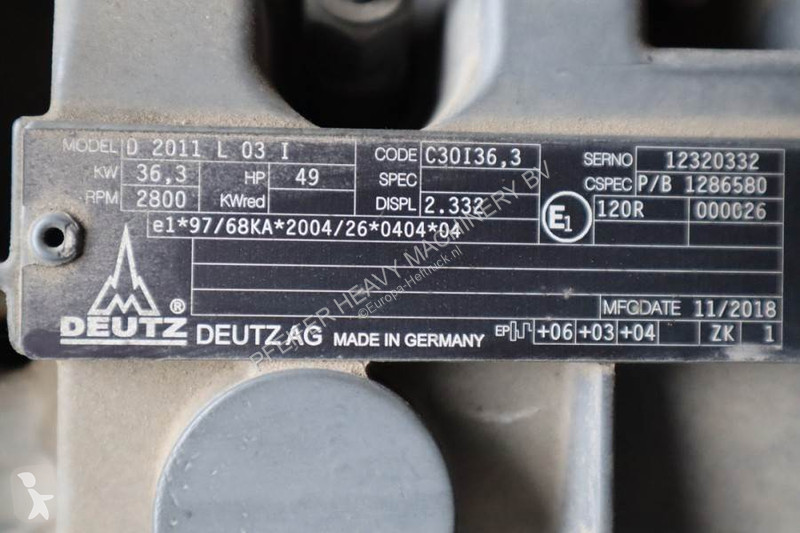 MODEL D 2011 L 03 I CODE C30I36,3 SERNO 12320332
KW 36,3 HP 49 SPEC CSPEC P/B 1286580
RPM 2800 KWred DISPL 2.332 E1 120R 000026
e1*97/68KA*2004/26*0404*04
MFGDATE 11/2018
DEUTZ ® DEUTZ AG MADE IN GERMANY EP +06 +03 +04 ZK 1
PFEIFER HEAVY MACHINERY BV
©Europa-Heftruck.nl